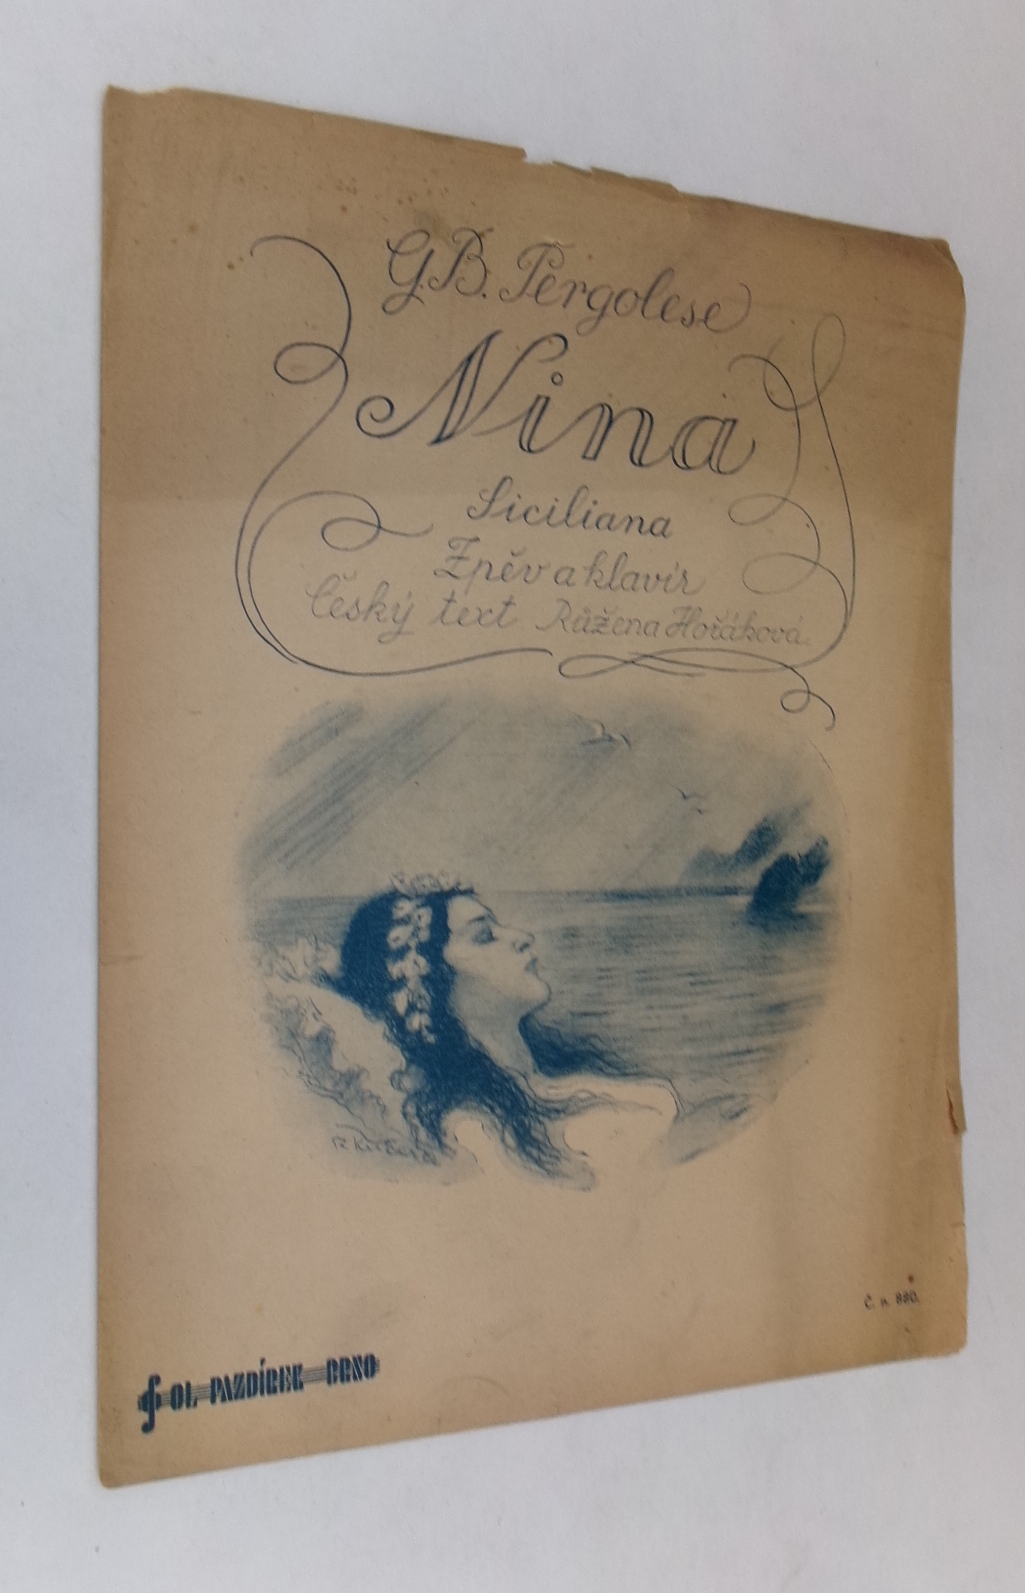 G.B. Pergolese
Nina
Siciliana
Zpěv a klavír
Český text Růžena Hořáková
Č. n. 880.
OL PAZDÍREK BRNO